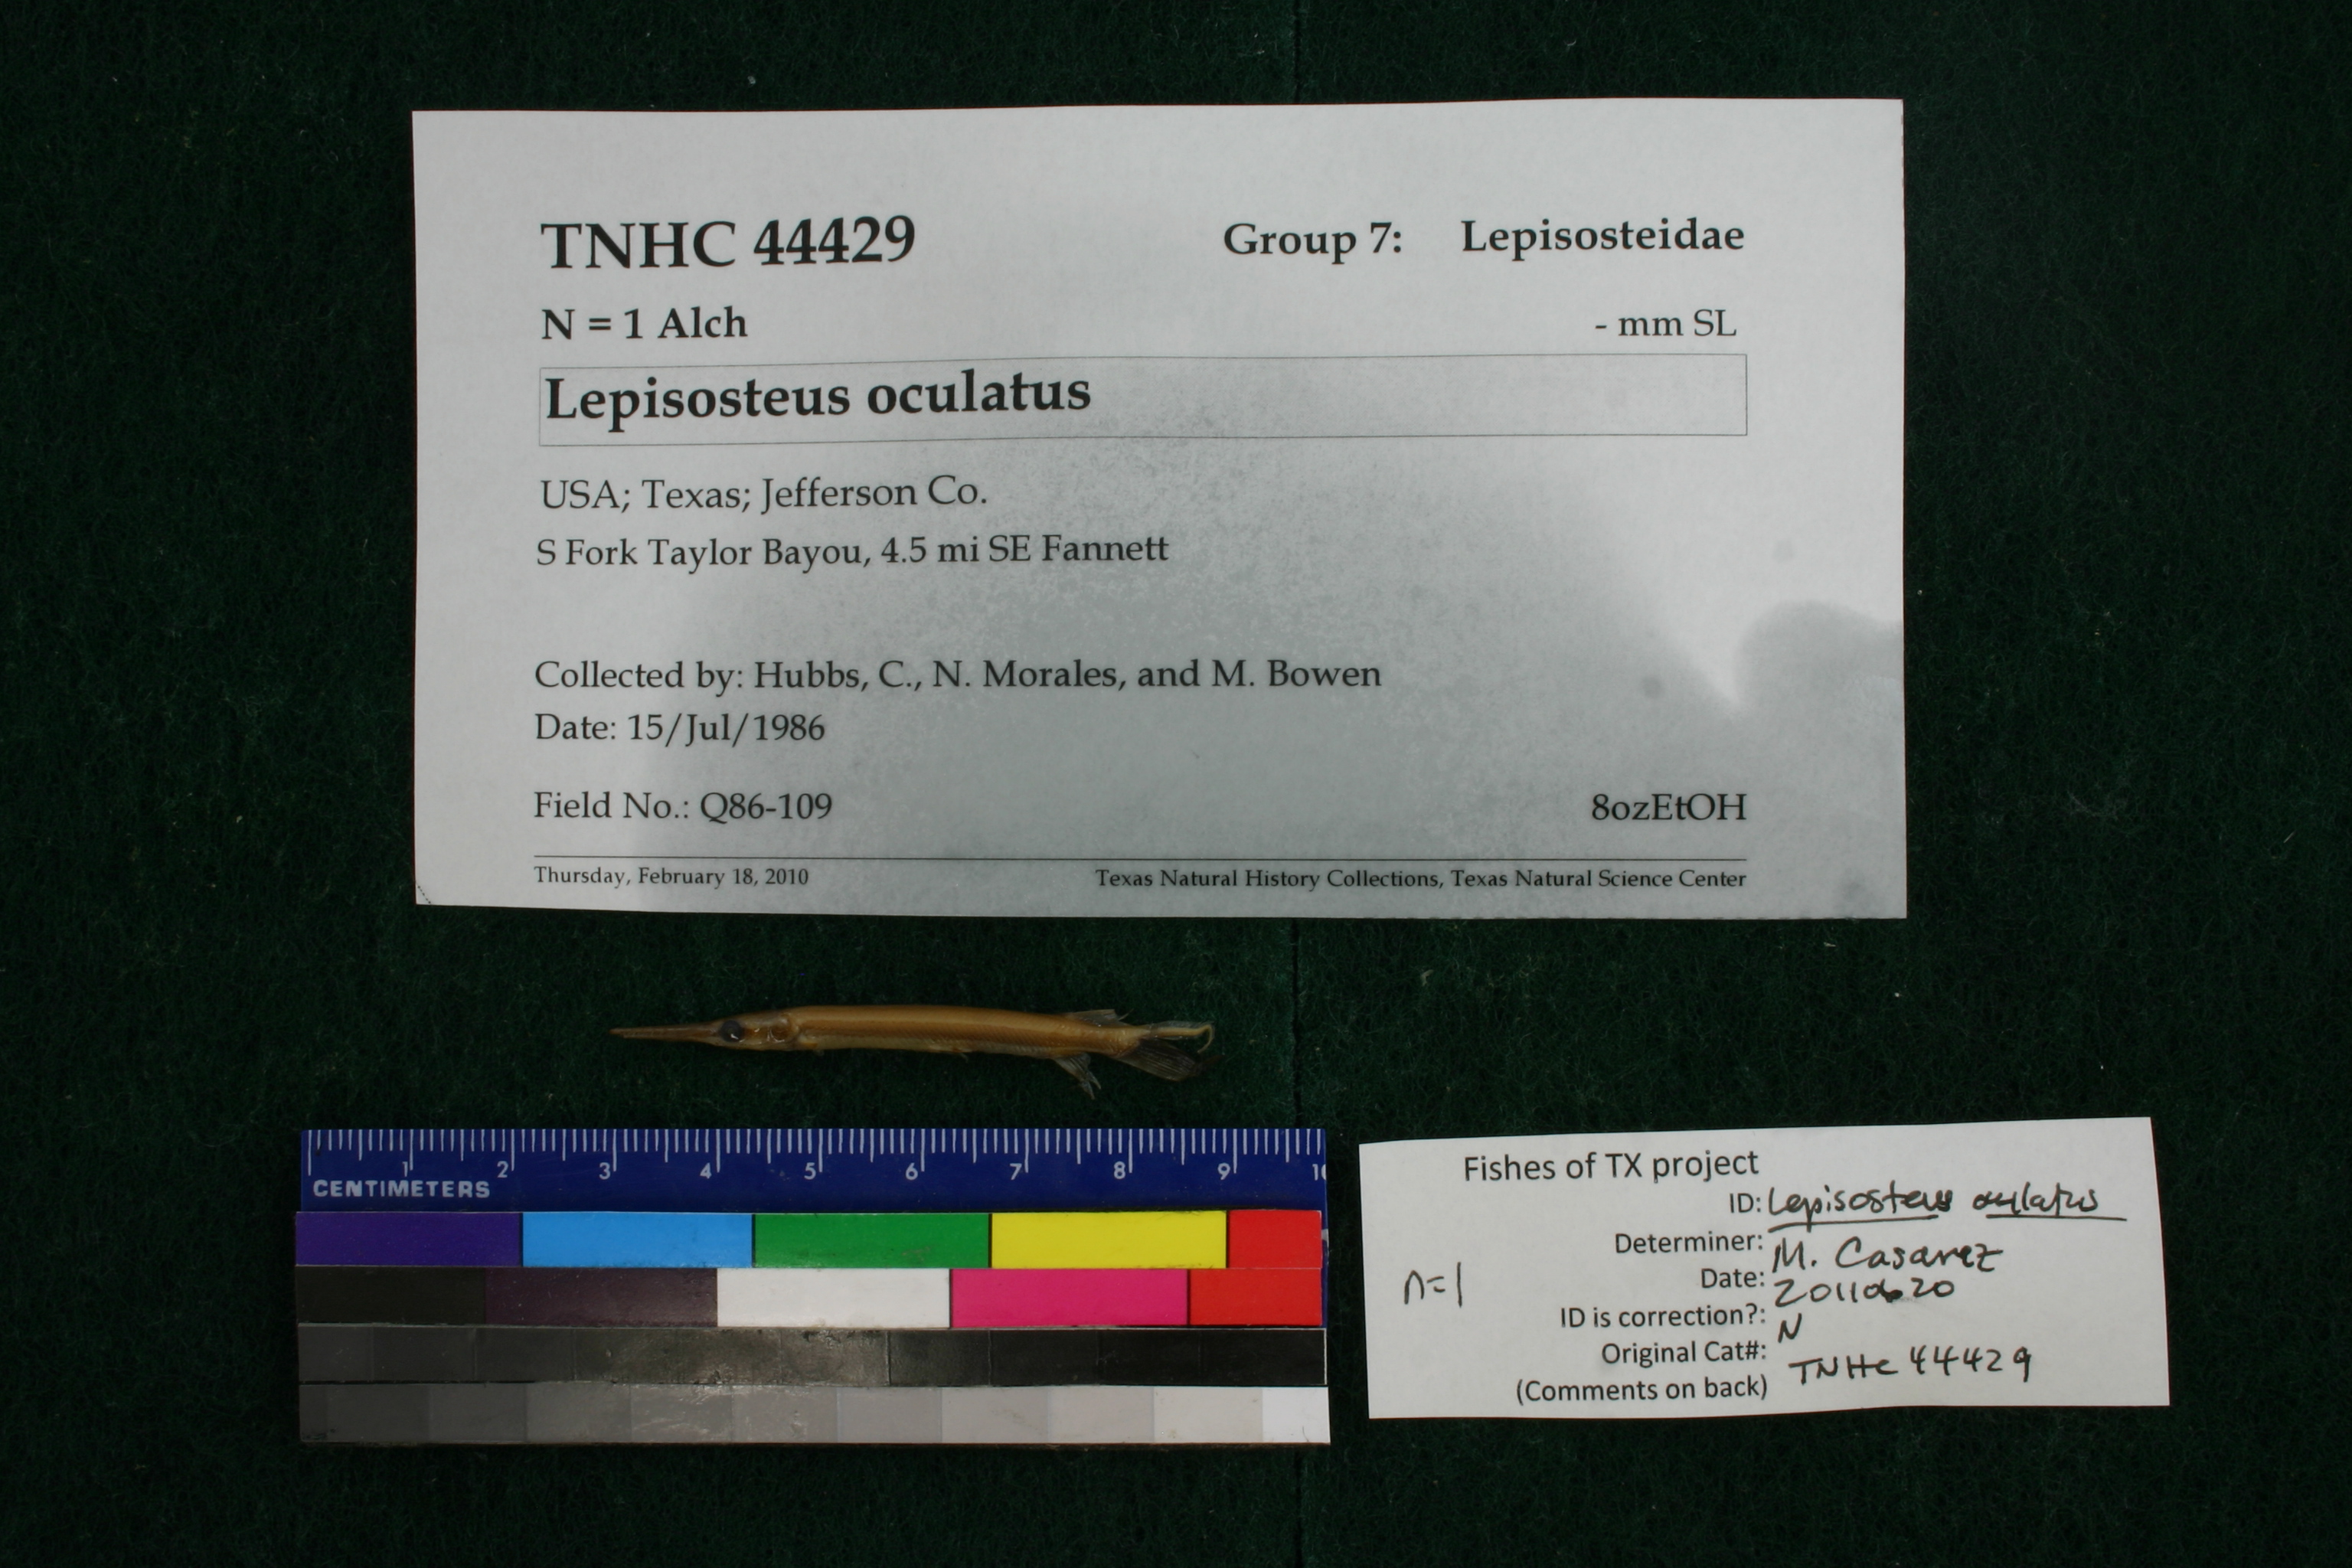 TNHC 44429 Group 7: Lepisosteidae
N = 1 Alch - mm SL
Lepisosteus oculatus
USA; Texas; Jefferson Co.
S Fork Taylor Bayou, 4.5 mi SE Fannett
Collected by: Hubbs, C., N. Morales, and M. Bowen
Date: 15/Jul/1986
Field No.: Q86-109 8ozEtOH
Thursday, February 18, 2010 Texas Natural History Collections, Texas Natural Science Center
1 2 3 4 5 6 7 8 9 10
CENTIMETERS
Fishes of TX project
ID: Lepisosteus oculatus
Determiner: M. Casarez
n=1
Date: 20110620
ID is correction?: N
Original Cat#: TNHC 44429
(Comments on back)